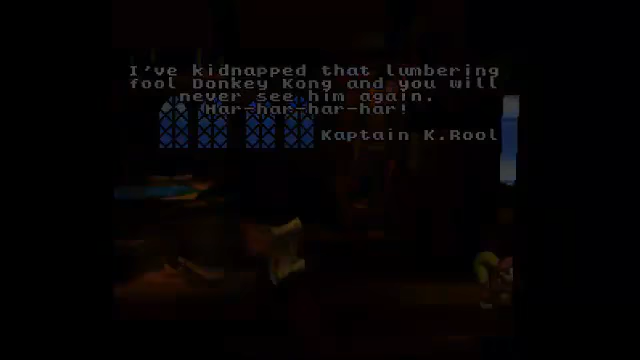 I've kidnapped that lumbering
fool Donkey Kong and you will
never see him again.
Har-har-har-har!
Kaptain K.Rool